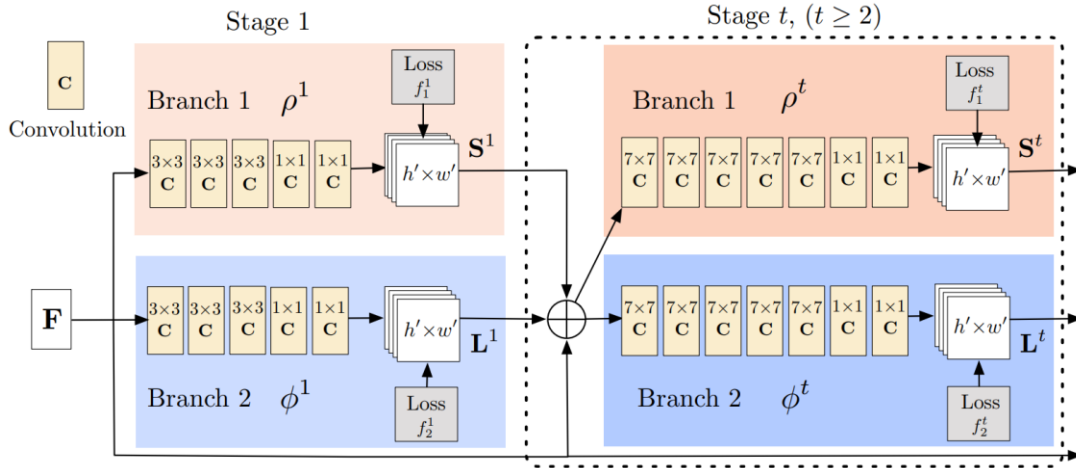 Stage 1
Stage t, (t ≥ 2)
C
Convolution
Branch 1 ρ¹
Loss
f₁¹
3×3 3×3 3×3 1×1 1×1
C C C C C
h′×w′
S¹
Branch 1 ρᵗ
Loss
f₁ᵗ
7×7 7×7 7×7 7×7 7×7 1×1 1×1
C C C C C C C
h′×w′
Sᵗ
F
3×3 3×3 3×3 1×1 1×1
C C C C C
h′×w′
L¹
Branch 2 ϕ¹
Loss
f₂¹
7×7 7×7 7×7 7×7 7×7 1×1 1×1
C C C C C C C
h′×w′
Lᵗ
Branch 2 ϕᵗ
Loss
f₂ᵗ